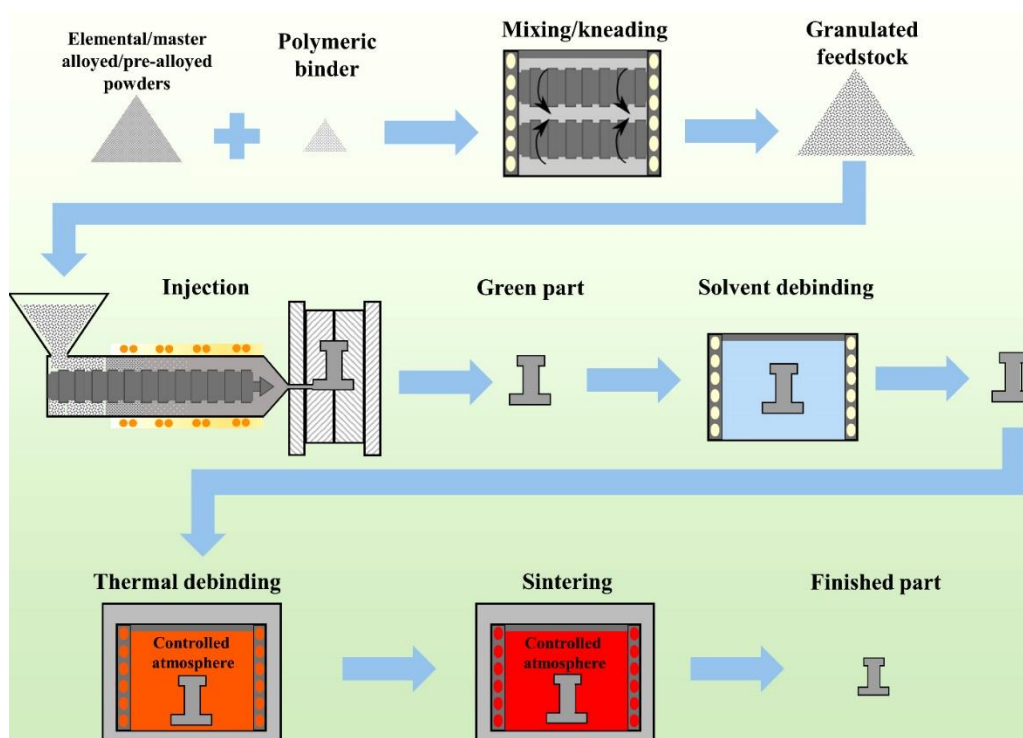 Elemental/master
alloyed/pre-alloyed
powders
Polymeric
binder
Mixing/kneading
Granulated
feedstock
Injection
Green part
Solvent debinding
Thermal debinding
Sintering
Finished part
Controlled
atmosphere
Controlled
atmosphere